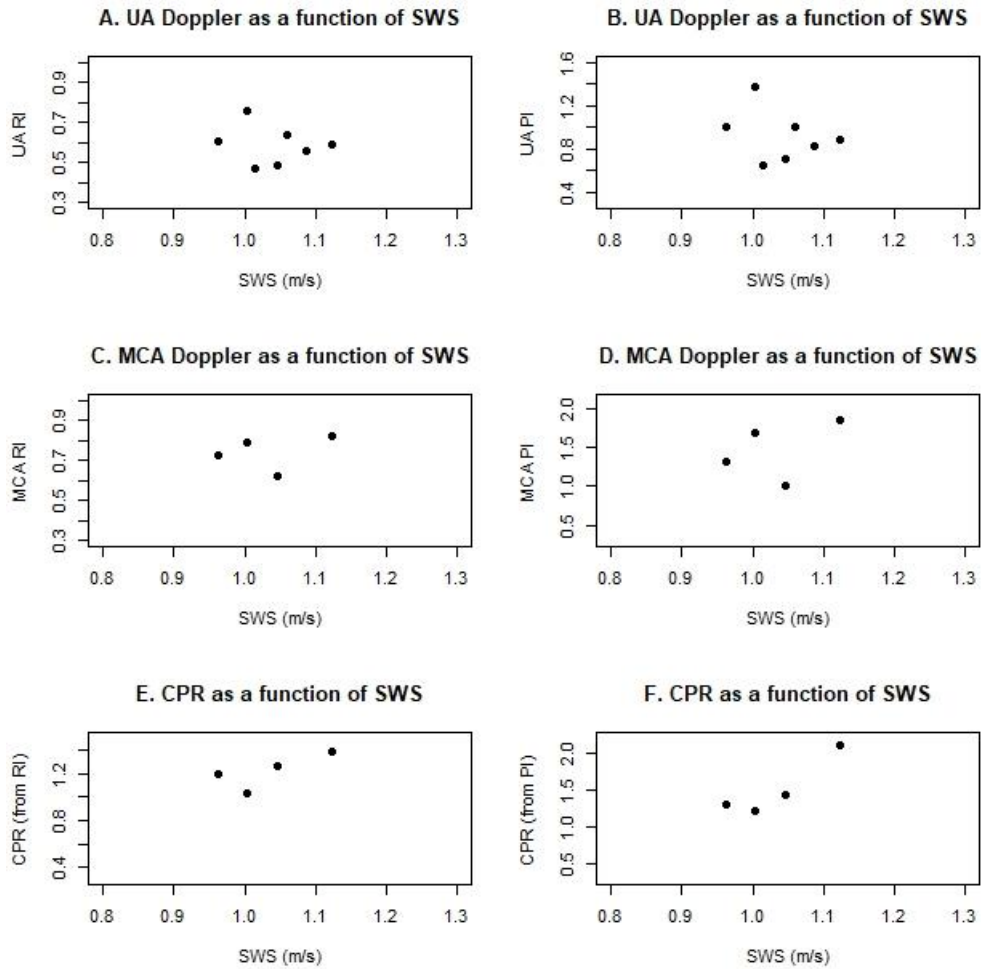 A. UA Doppler as a function of SWS
UA RI
0.3 0.5 0.7 0.9
0.8 0.9 1.0 1.1 1.2 1.3
SWS (m/s)
B. UA Doppler as a function of SWS
UA PI
0.4 0.8 1.2 1.6
0.8 0.9 1.0 1.1 1.2 1.3
SWS (m/s)
C. MCA Doppler as a function of SWS
MCA RI
0.3 0.5 0.7 0.9
0.8 0.9 1.0 1.1 1.2 1.3
SWS (m/s)
D. MCA Doppler as a function of SWS
MCA PI
0.5 1.0 1.5 2.0
0.8 0.9 1.0 1.1 1.2 1.3
SWS (m/s)
E. CPR as a function of SWS
CPR (from RI)
0.4 0.8 1.2
0.8 0.9 1.0 1.1 1.2 1.3
SWS (m/s)
F. CPR as a function of SWS
CPR (from PI)
0.5 1.0 1.5 2.0
0.8 0.9 1.0 1.1 1.2 1.3
SWS (m/s)